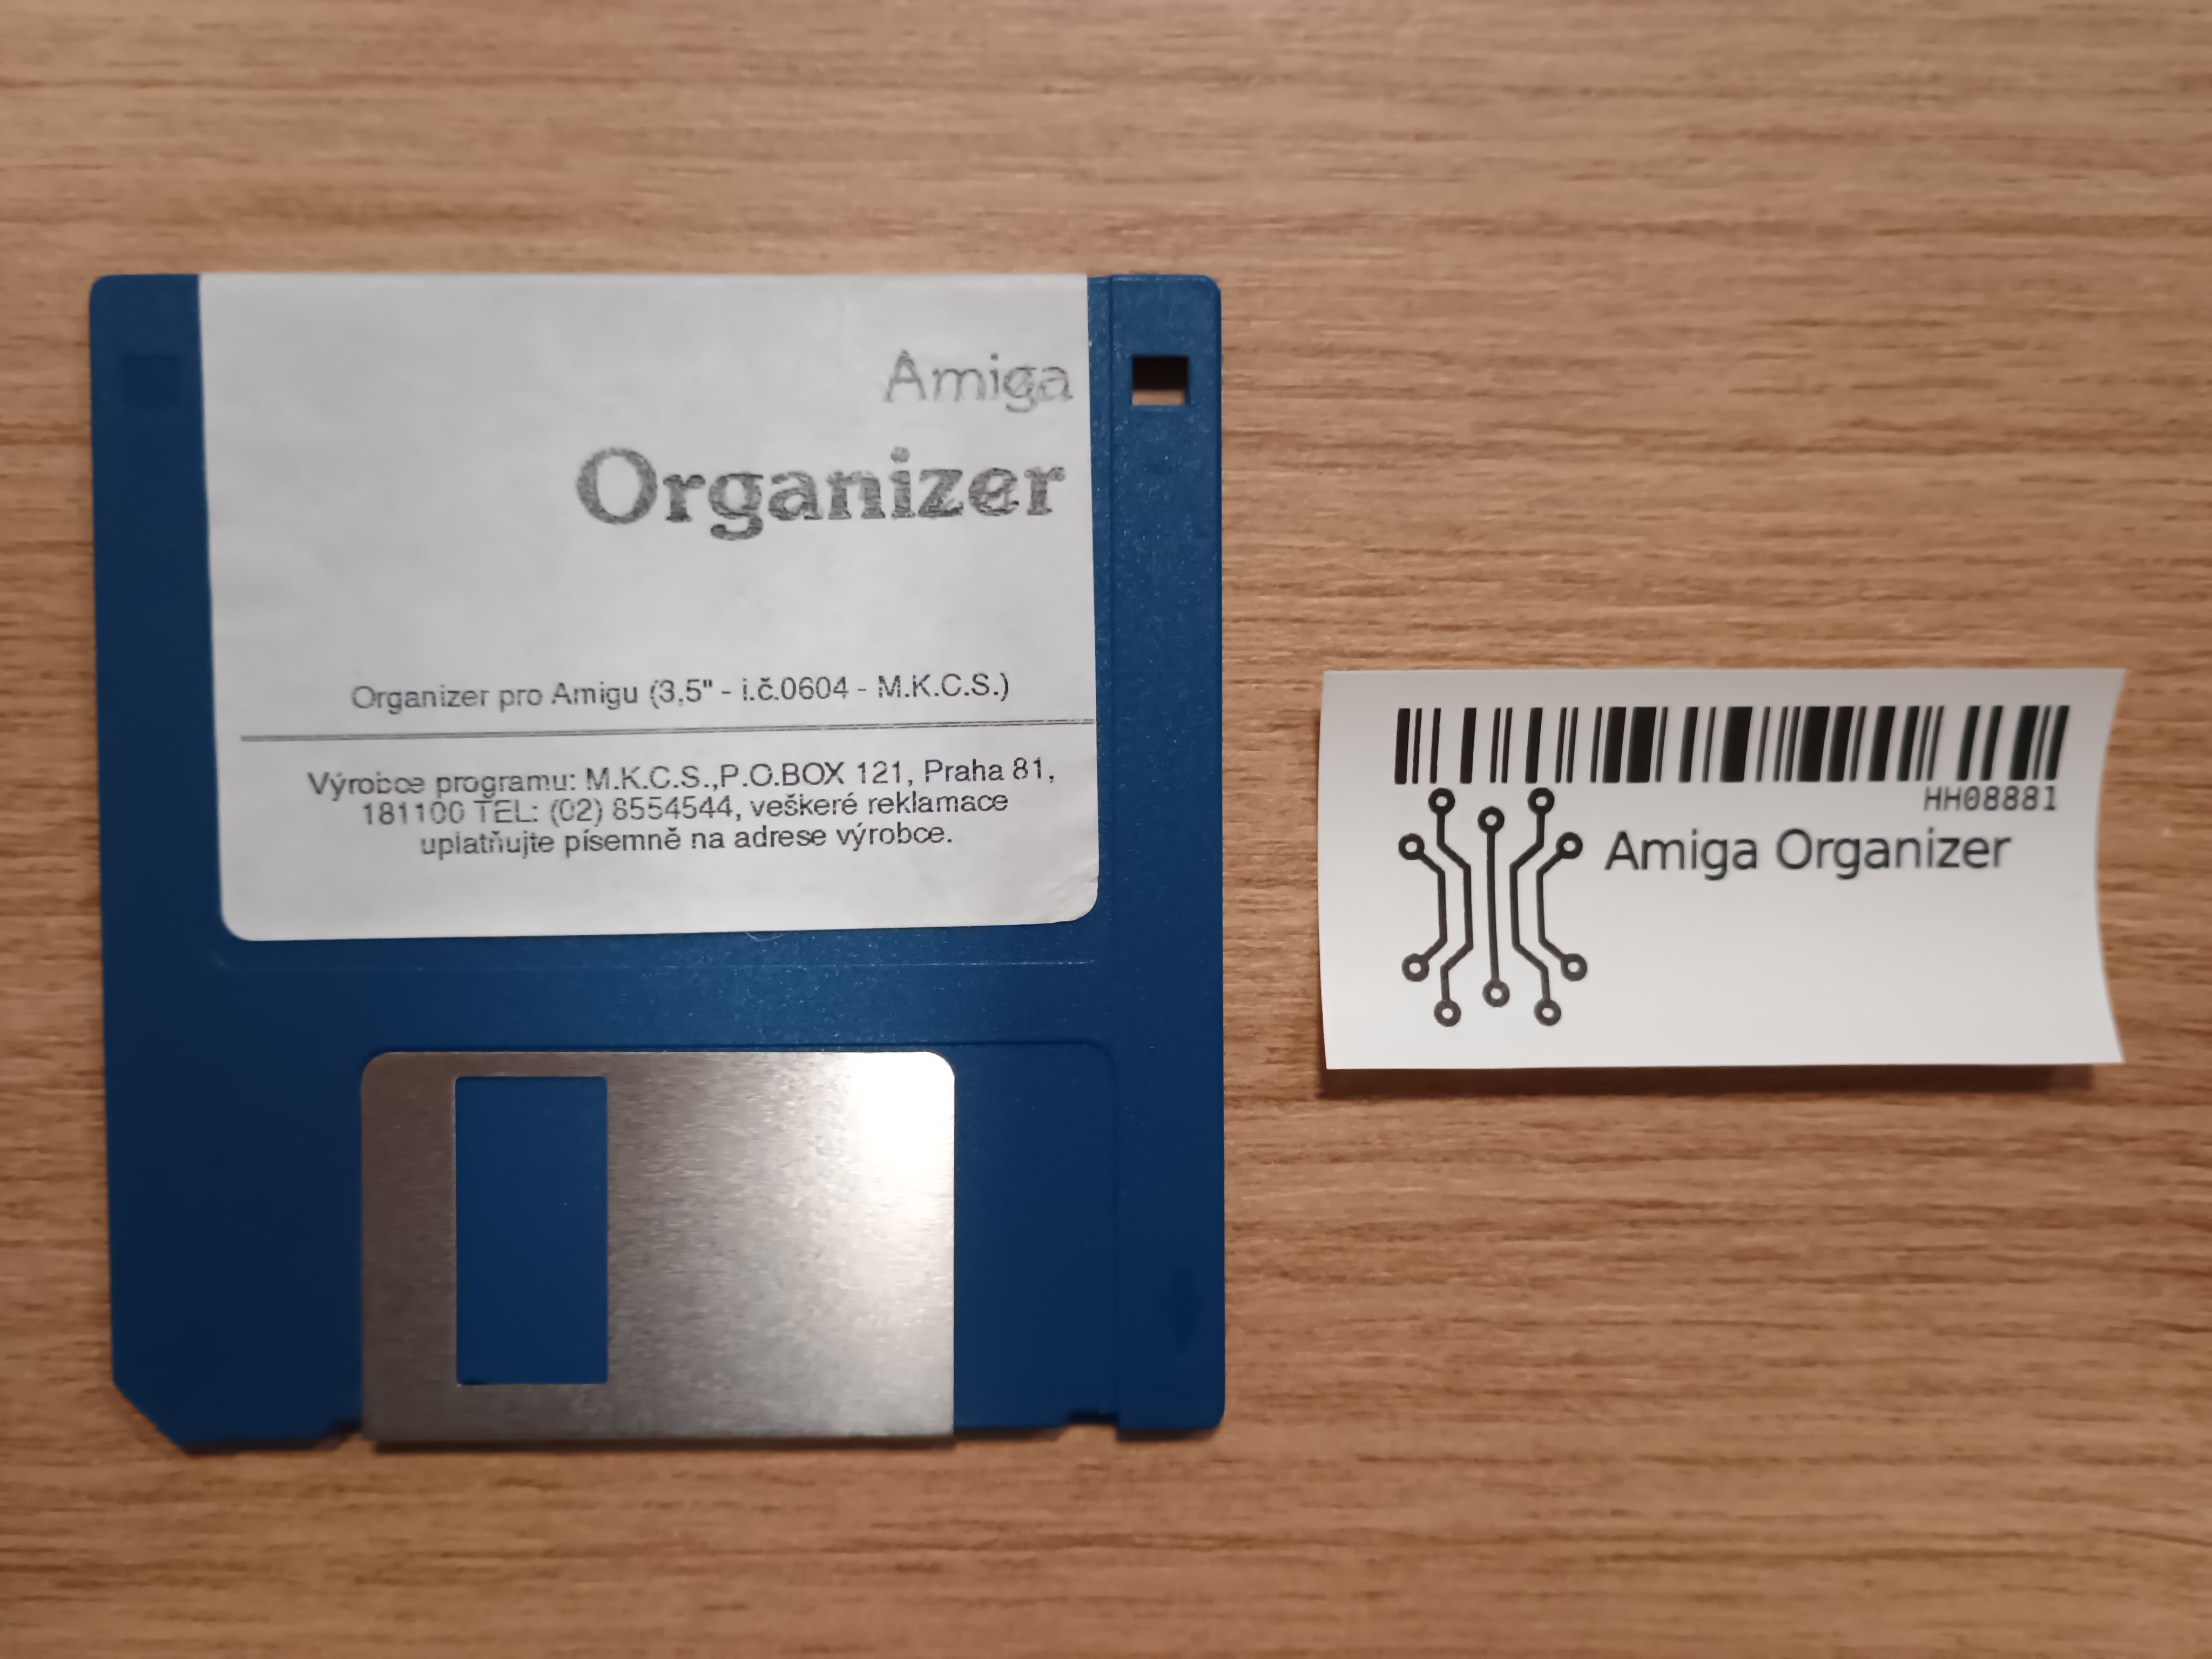 Amiga
Organizer
Organizer pro Amigu (3,5" - i.č.0604 - M.K.C.S.)
Výrobce programu: M.K.C.S.,P.O.BOX 121, Praha 81,
181100 TEL: (02) 8554544, veškeré reklamace
uplatňujte písemně na adrese výrobce.
HH08881
Amiga Organizer